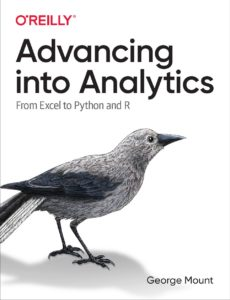 O'REILLY®
Advancing
into Analytics
From Excel to Python and R
George Mount